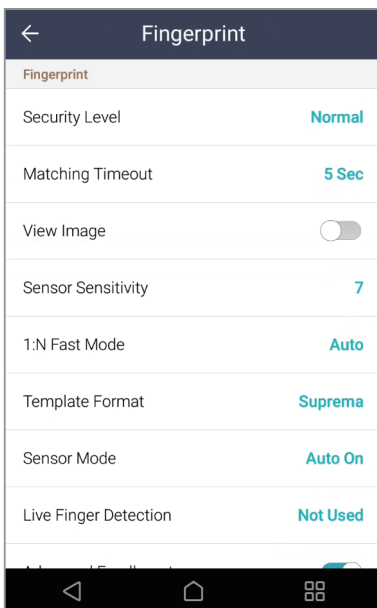 Fingerprint
Fingerprint
Security Level Normal
Matching Timeout 5 Sec
View Image
Sensor Sensitivity 7
1:N Fast Mode Auto
Template Format Suprema
Sensor Mode Auto On
Live Finger Detection Not Used